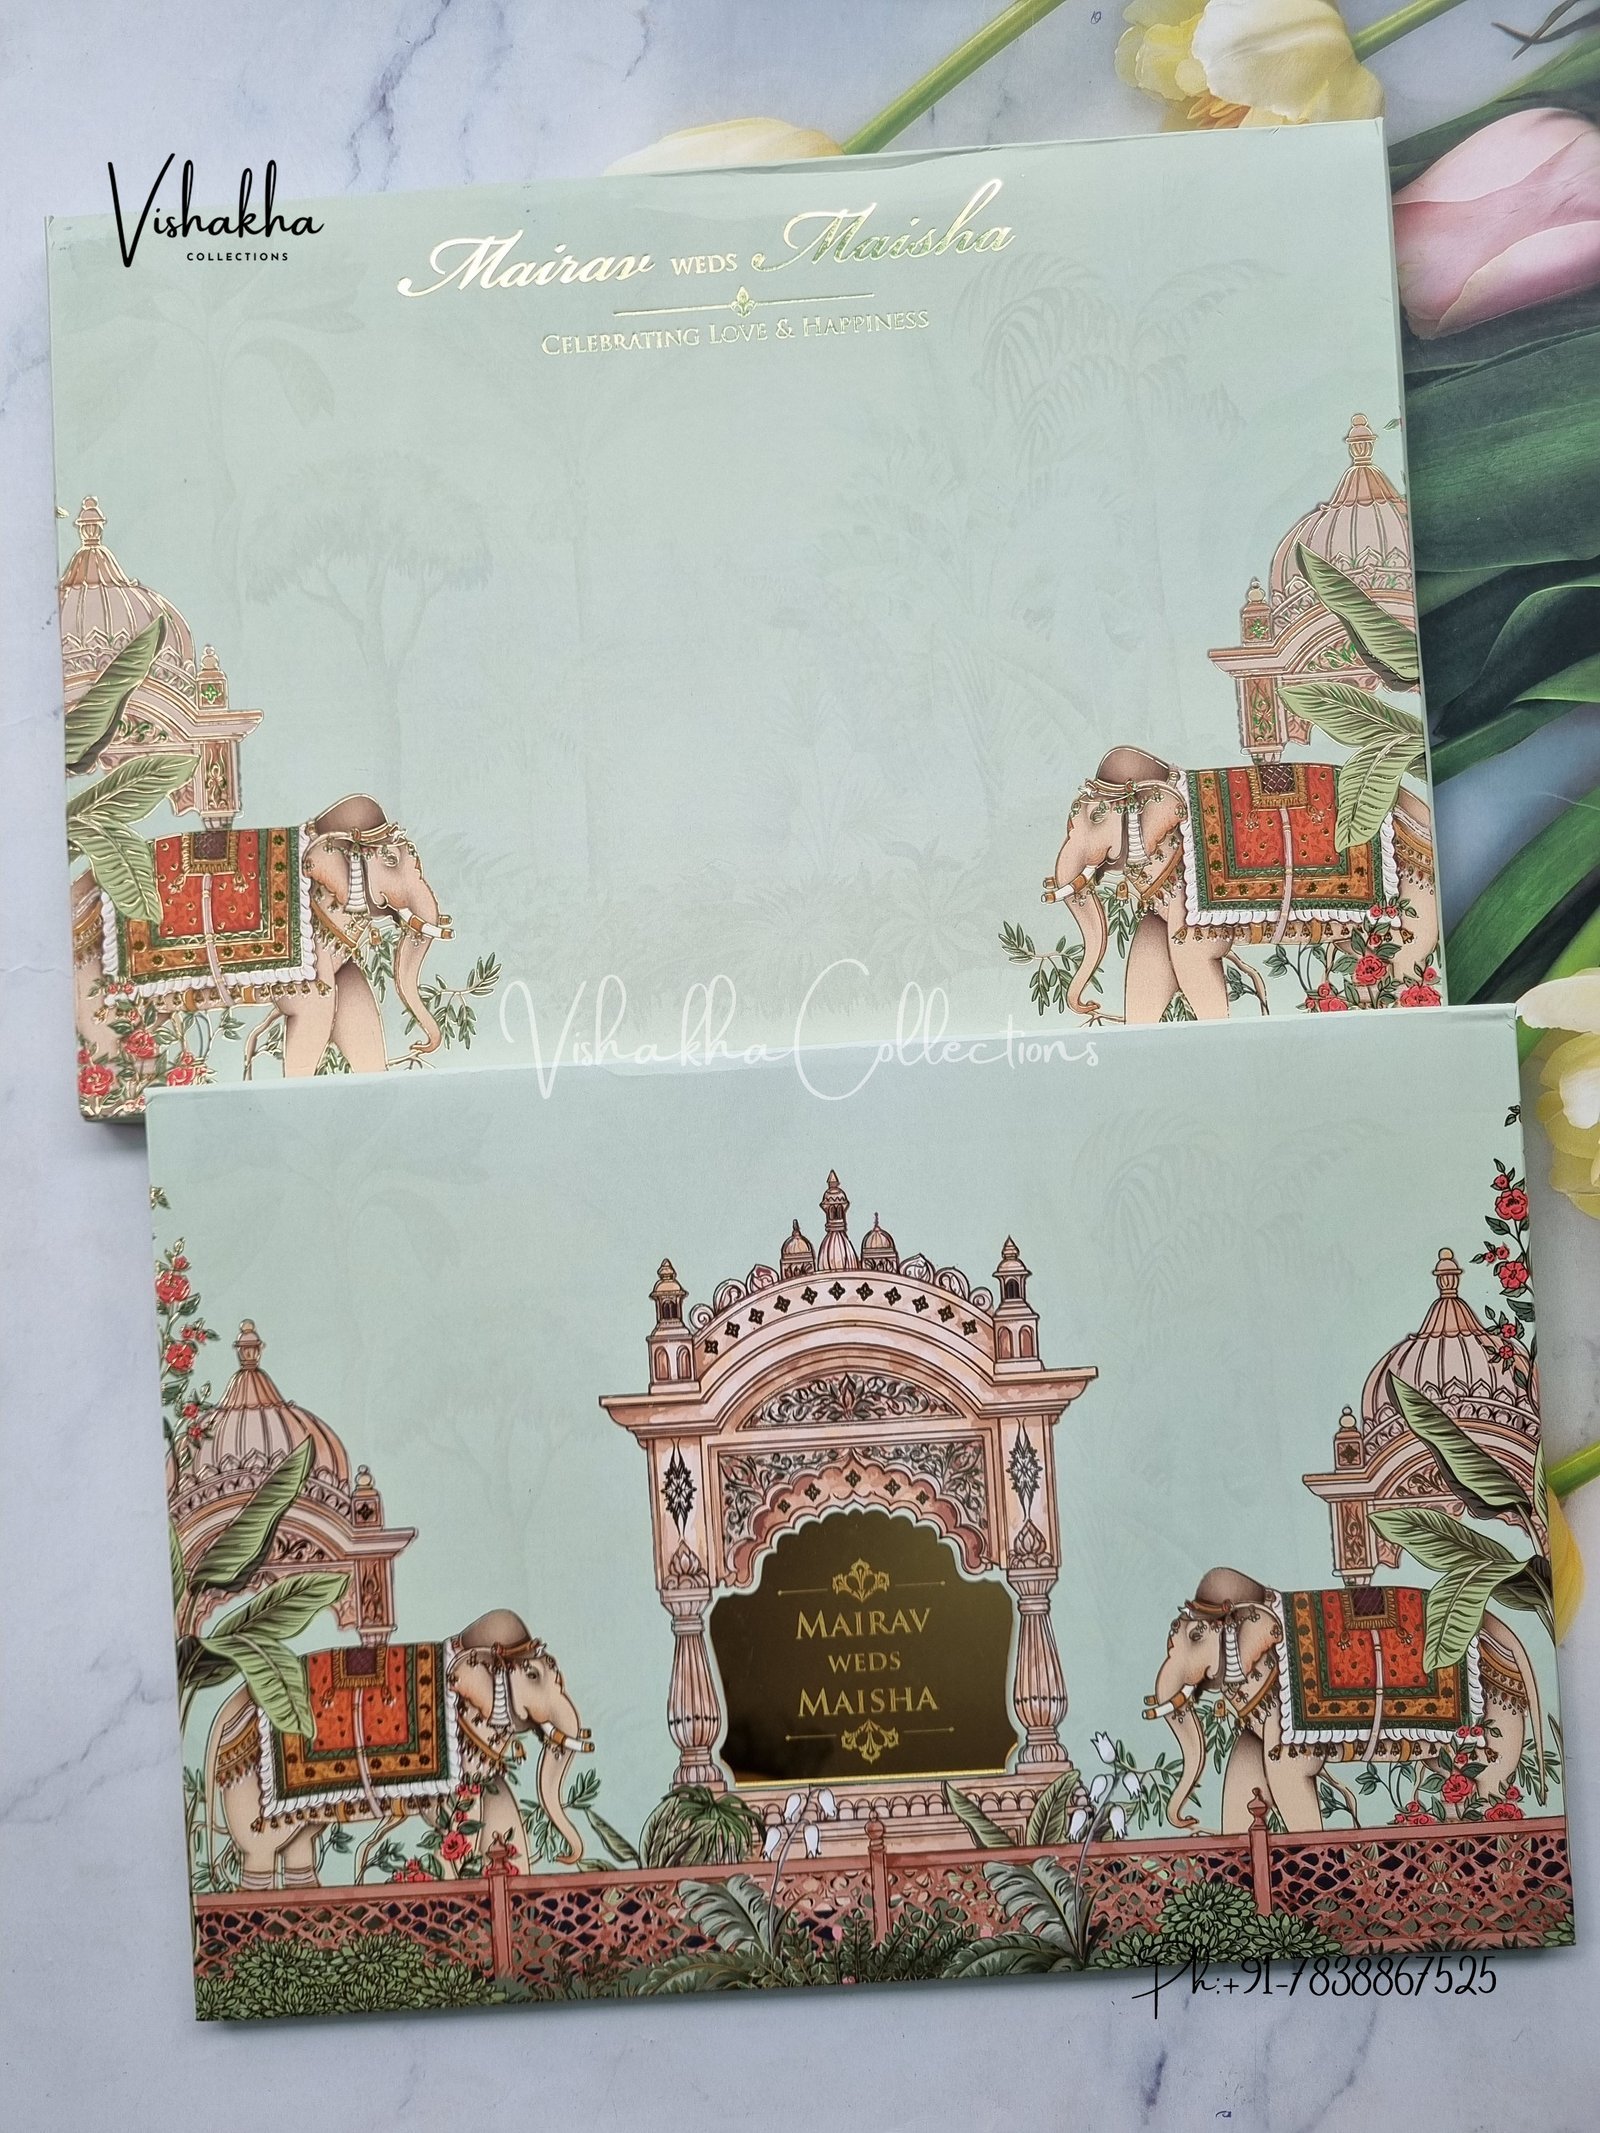 Vishakha
COLLECTIONS
Mairav WEDS Maisha
CELEBRATING LOVE & HAPPINESS
Vishakha Collections
MAIRAV
WEDS
MAISHA
Ph:+91-7838867525